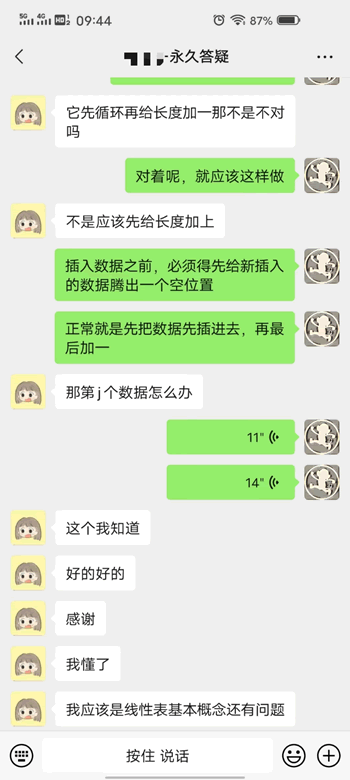 5G 4G HD 1 2 09:44 87%
-永久答疑
它先循环再给长度加一那不是不对
吗
对着呢，就应该这样做
不是应该先给长度加上
插入数据之前，必须得先给新插入
的数据腾出一个空位置
正常就是先把数据先插进去，再最
后加一
那第j个数据怎么办
11"
14"
这个我知道
好的好的
感谢
我懂了
我应该是线性表基本概念还有问题
按住 说话